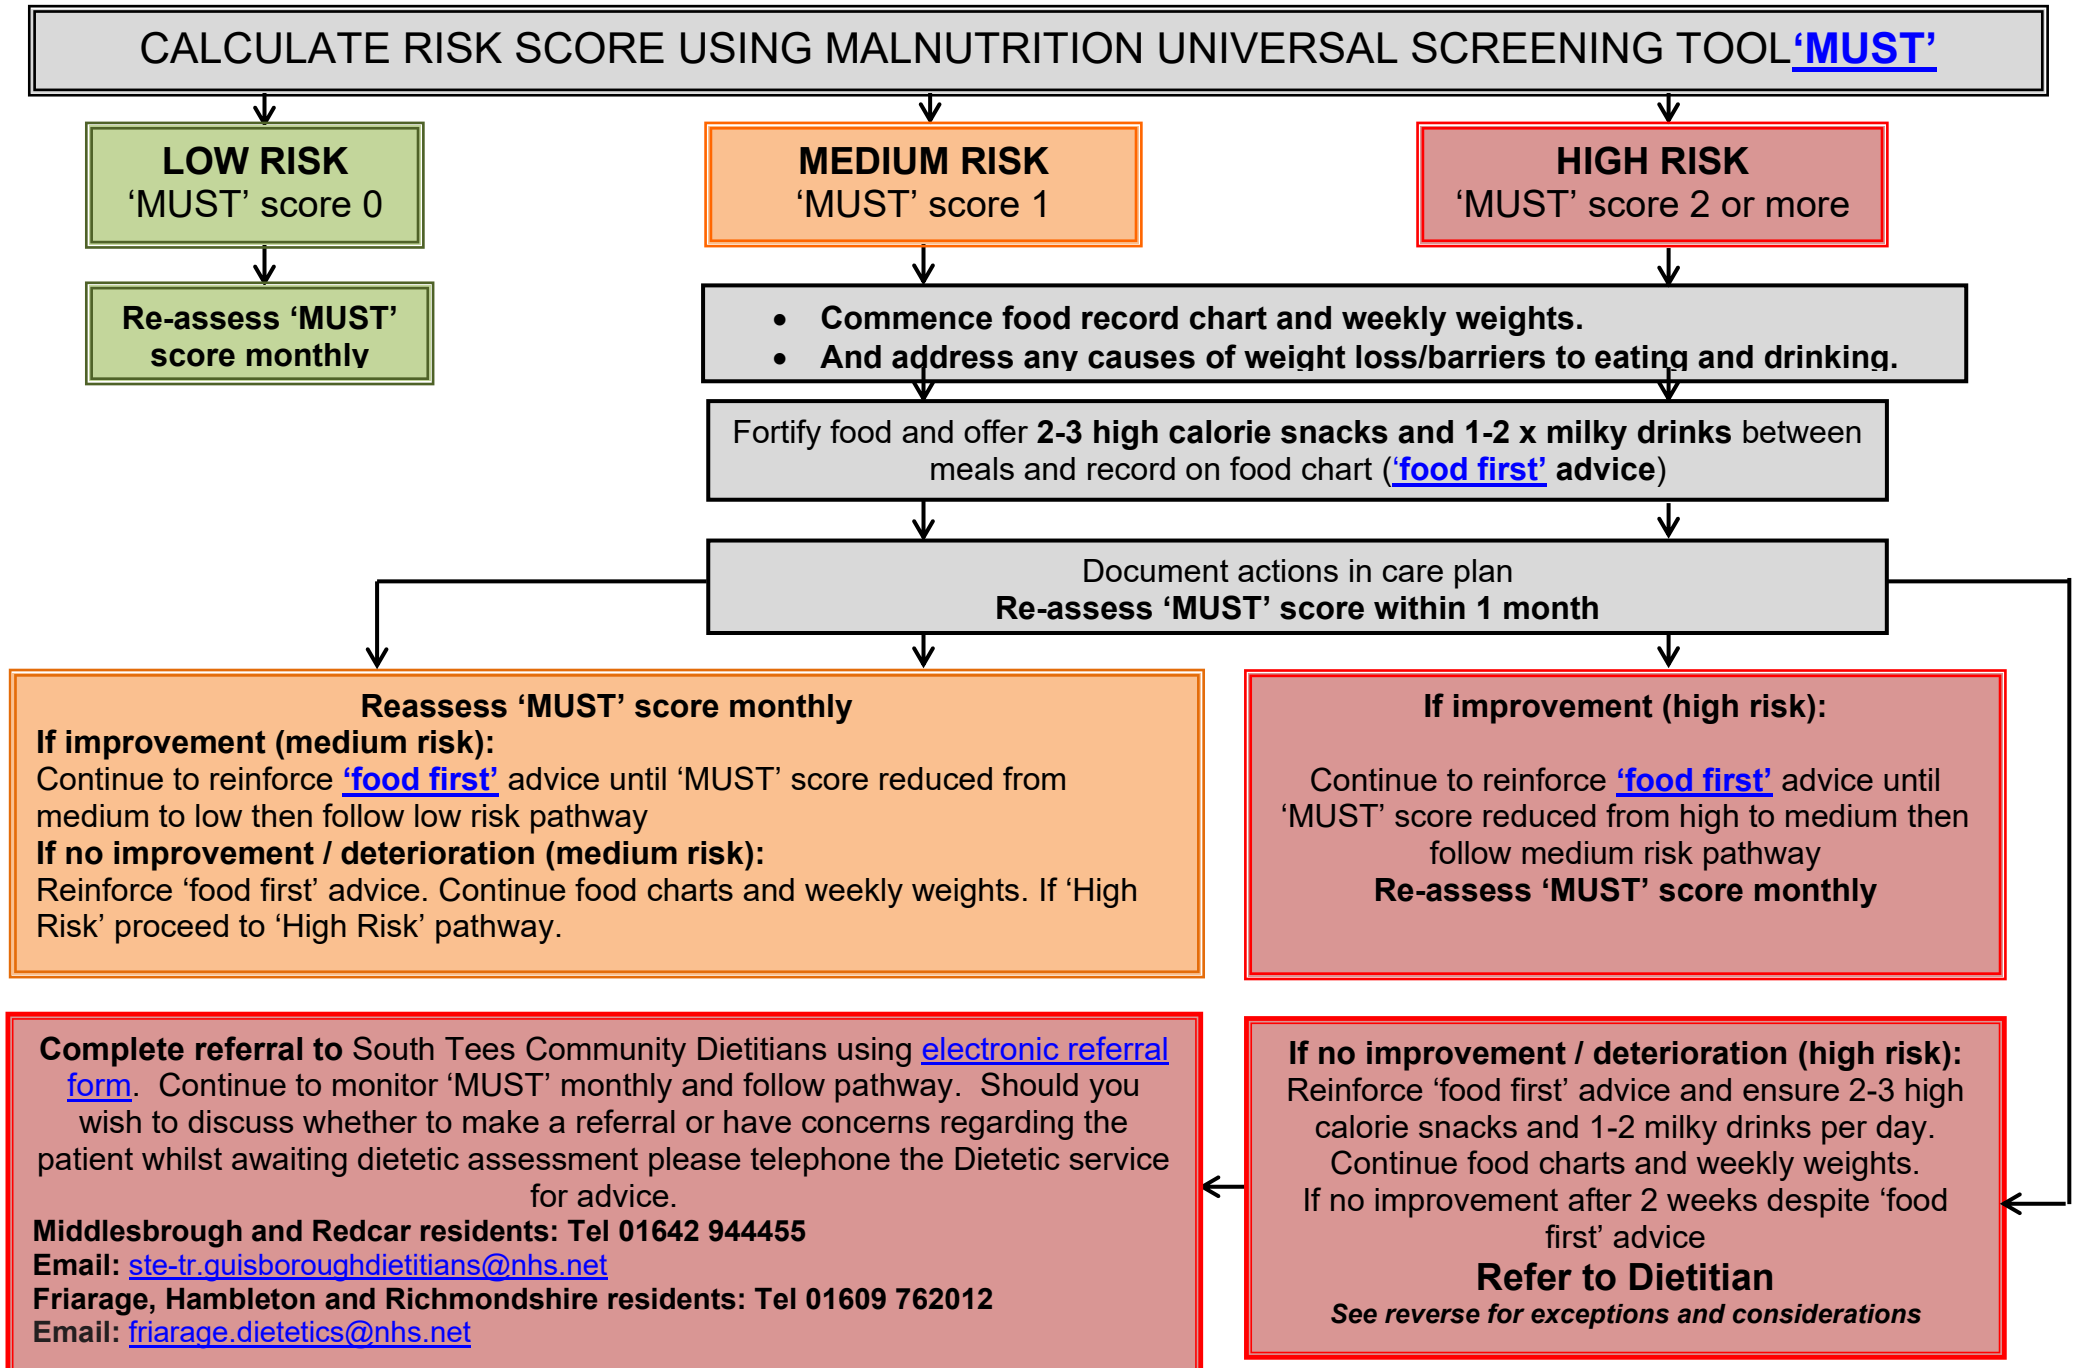 CALCULATE RISK SCORE USING MALNUTRITION UNIVERSAL SCREENING TOOL‘MUST’
LOW RISK
‘MUST’ score 0
MEDIUM RISK
‘MUST’ score 1
HIGH RISK
‘MUST’ score 2 or more
Re-assess ‘MUST’
score monthly
• Commence food record chart and weekly weights.
• And address any causes of weight loss/barriers to eating and drinking.
Fortify food and offer 2-3 high calorie snacks and 1-2 x milky drinks between
meals and record on food chart (‘food first’ advice)
Document actions in care plan
Re-assess ‘MUST’ score within 1 month
Reassess ‘MUST’ score monthly
If improvement (medium risk):
Continue to reinforce ‘food first’ advice until ‘MUST’ score reduced from
medium to low then follow low risk pathway
If no improvement / deterioration (medium risk):
Reinforce ‘food first’ advice. Continue food charts and weekly weights. If ‘High
Risk’ proceed to ‘High Risk’ pathway.
If improvement (high risk):
Continue to reinforce ‘food first’ advice until
‘MUST’ score reduced from high to medium then
follow medium risk pathway
Re-assess ‘MUST’ score monthly
Complete referral to South Tees Community Dietitians using electronic referral
form.  Continue to monitor ‘MUST’ monthly and follow pathway.  Should you
wish to discuss whether to make a referral or have concerns regarding the
patient whilst awaiting dietetic assessment please telephone the Dietetic service
for advice.
Middlesbrough and Redcar residents: Tel 01642 944455
Email: ste-tr.guisboroughdietitians@nhs.net
Friarage, Hambleton and Richmondshire residents: Tel 01609 762012
Email: friarage.dietetics@nhs.net
If no improvement / deterioration (high risk):
Reinforce ‘food first’ advice and ensure 2-3 high
calorie snacks and 1-2 milky drinks per day.
Continue food charts and weekly weights.
If no improvement after 2 weeks despite ‘food
first’ advice
Refer to Dietitian
See reverse for exceptions and considerations